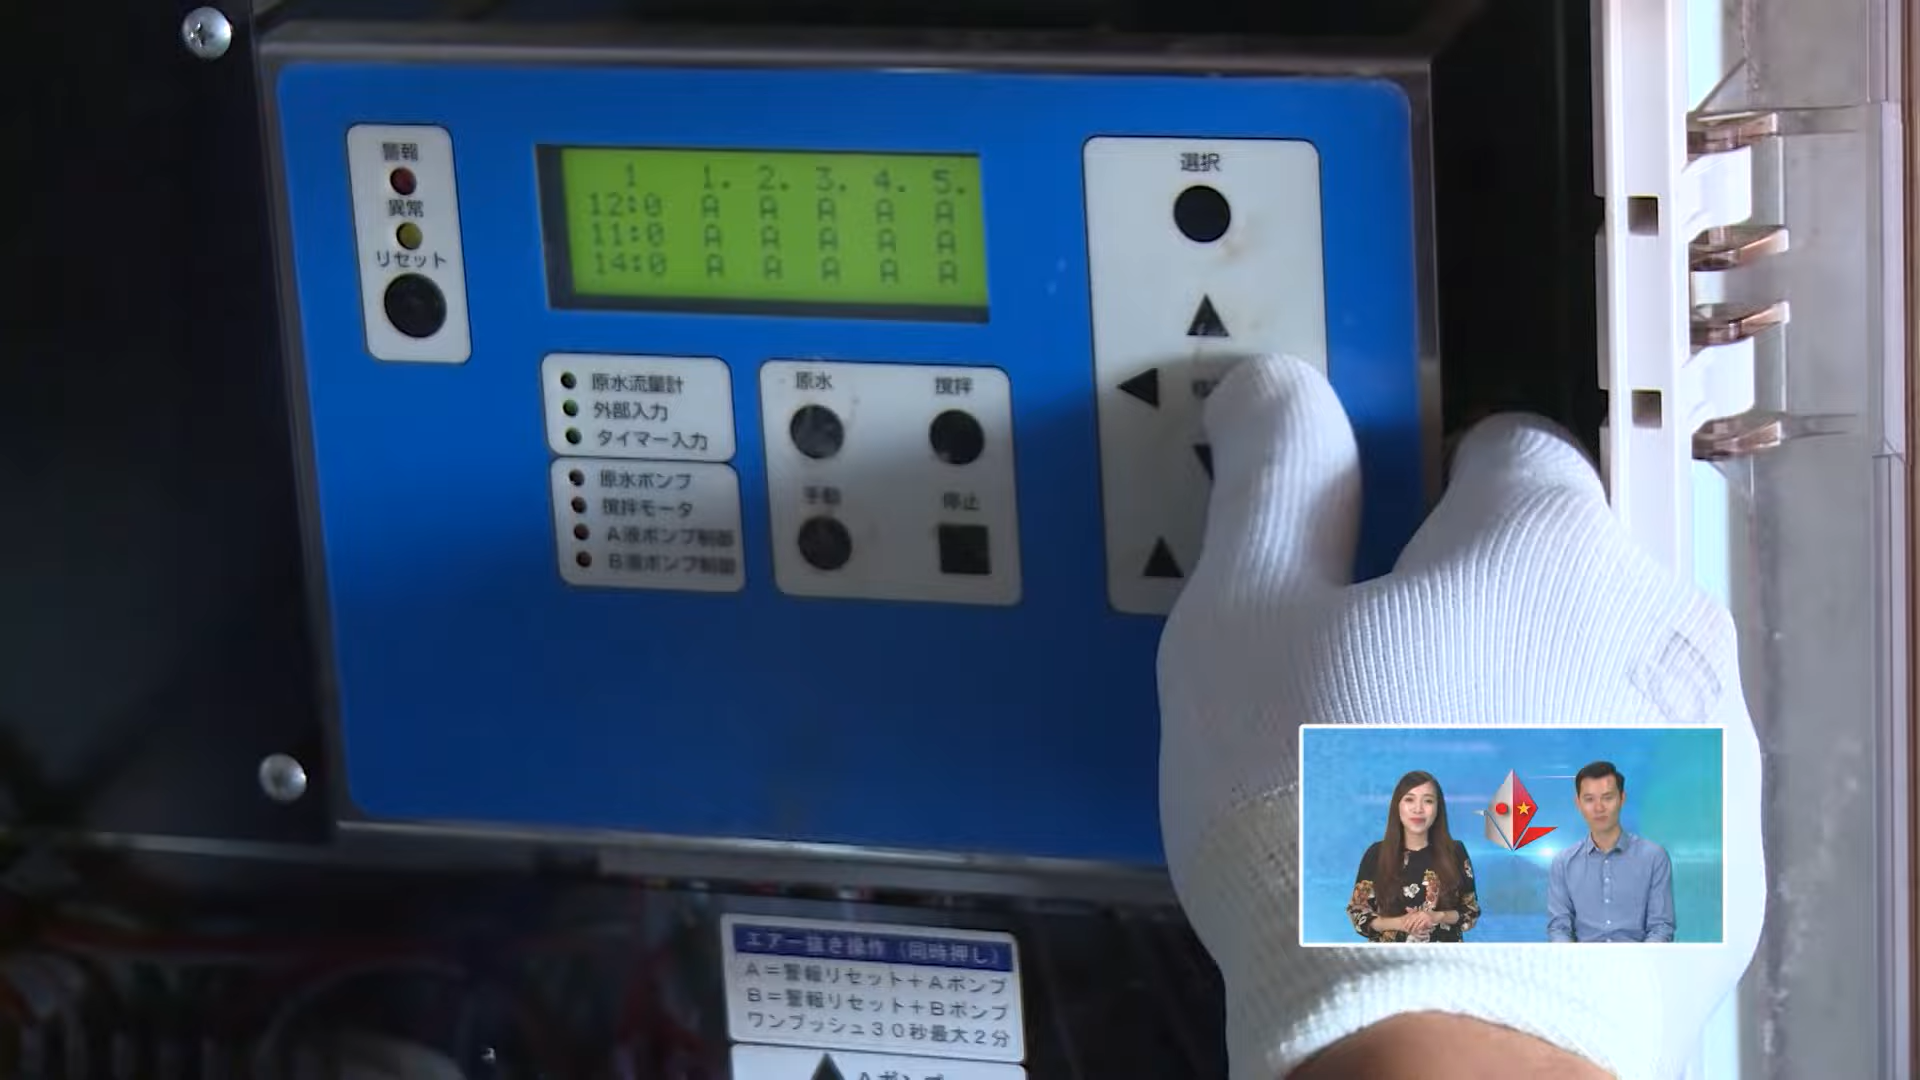 警報
異常
リセット
1 1. 2. 3. 4. 5.
12:0 A A A A A
11:0 A A A A A
14:0 A A A A A
選択
原水流量計
外部入力
タイマー入力
原水ポンプ
撹拌モータ
A液ポンプ制御
B液ポンプ制御
原水
撹拌
手動
停止
エアー抜き操作(同時押し)
A=警報リセット+Aポンプ
B=警報リセット+Bポンプ
ワンプッシュ30秒最大2分
Aポンプ